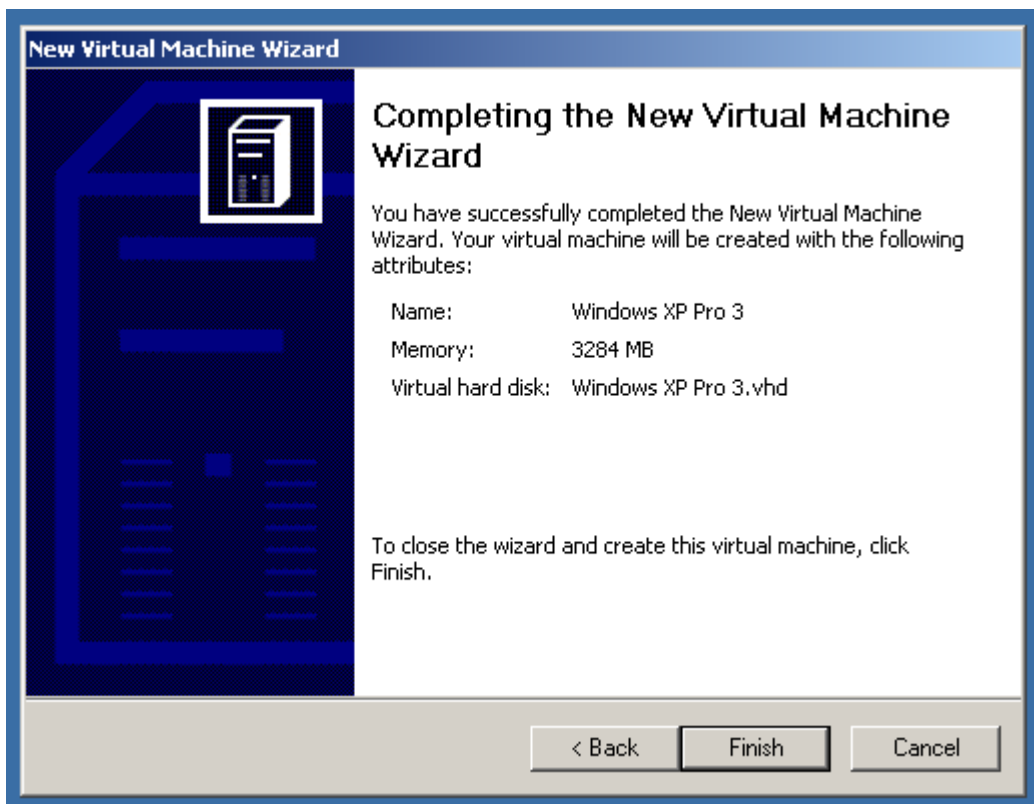 New Virtual Machine Wizard
Completing the New Virtual Machine
Wizard
You have successfully completed the New Virtual Machine
Wizard. Your virtual machine will be created with the following
attributes:
Name: Windows XP Pro 3
Memory: 3284 MB
Virtual hard disk: Windows XP Pro 3.vhd
To close the wizard and create this virtual machine, click
Finish.
< Back Finish Cancel